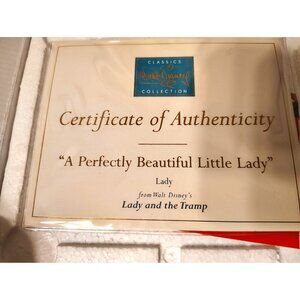 CLASSICS
Walt Disney
COLLECTION
Certificate of Authenticity
"A Perfectly Beautiful Little Lady"
Lady
from Walt Disney's
Lady and the Tramp